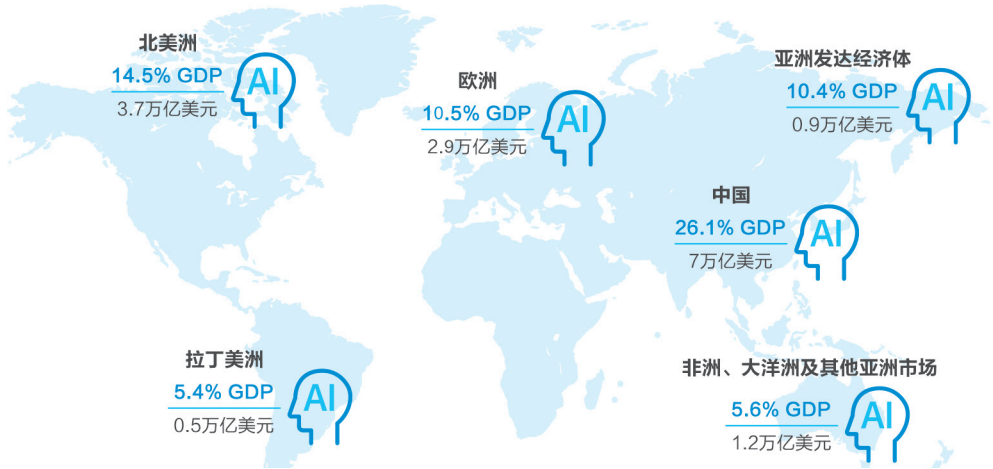 北美洲
14.5% GDP
3.7万亿美元
AI
欧洲
10.5% GDP
2.9万亿美元
AI
亚洲发达经济体
10.4% GDP
0.9万亿美元
AI
中国
26.1% GDP
7万亿美元
AI
拉丁美洲
5.4% GDP
0.5万亿美元
AI
非洲、大洋洲及其他亚洲市场
5.6% GDP
1.2万亿美元
AI